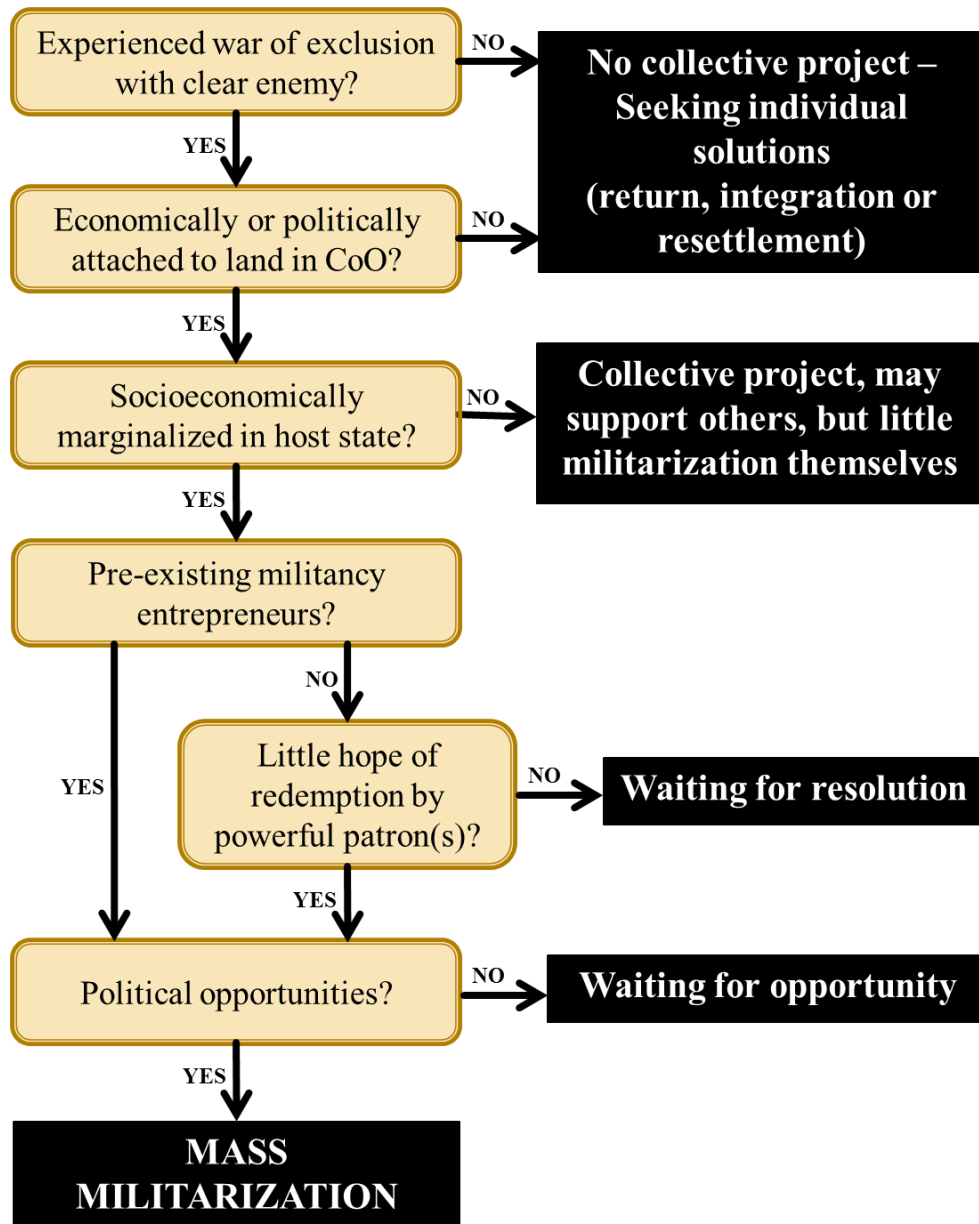 Experienced war of exclusion
with clear enemy?
NO
No collective project –
Seeking individual
solutions
(return, integration or
resettlement)
YES
Economically or politically
attached to land in CoO?
NO
YES
Socioeconomically
marginalized in host state?
NO
Collective project, may
support others, but little
militarization themselves
YES
Pre-existing militancy
entrepreneurs?
NO
YES
Little hope of
redemption by
powerful patron(s)?
NO
Waiting for resolution
YES
Political opportunities?
NO
Waiting for opportunity
YES
MASS
MILITARIZATION